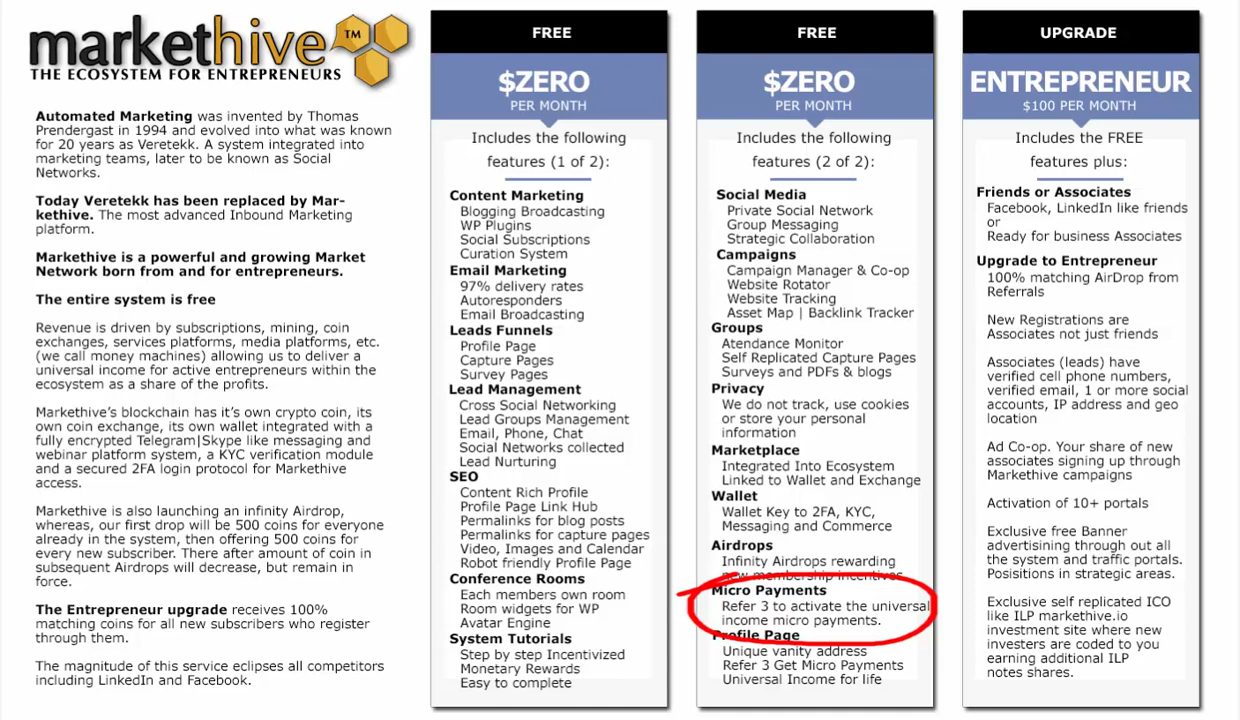 markethive
TM
THE ECOSYSTEM FOR ENTREPRENEURS
Automated Marketing was invented by Thomas
Prendergast in 1994 and evolved into what was known
for 20 years as Veretekk. A system integrated into
marketing teams, later to be known as Social
Networks.
Today Veretekk has been replaced by Mar-
kethive. The most advanced Inbound Marketing
platform.
Markethive is a powerful and growing Market
Network born from and for entrepreneurs.
The entire system is free
Revenue is driven by subscriptions, mining, coin
exchanges, services platforms, media platforms, etc.
(we call money machines) allowing us to deliver a
universal income for active entrepreneurs within the
ecosystem as a share of the profits.
Markethive's blockchain has it's own crypto coin, its
own coin exchange, its own wallet integrated with a
fully encrypted Telegram|Skype like messaging and
webinar platform system, a KYC verification module
and a secured 2FA login protocol for Markethive
access.
Markethive is also launching an infinity Airdrop,
whereas, our first drop will be 500 coins for everyone
already in the system, then offering 500 coins for
every new subscriber. There after amount of coin in
subsequent Airdrops will decrease, but remain in
force.
The Entrepreneur upgrade receives 100%
matching coins for all new subscribers who register
through them.
The magnitude of this service eclipses all competitors
including LinkedIn and Facebook.
FREE
$ZERO
PER MONTH
Includes the following
features (1 of 2):
Content Marketing
Blogging Broadcasting
WP Plugins
Social Subscriptions
Curation System
Email Marketing
97% delivery rates
Autoresponders
Email Broadcasting
Leads Funnels
Profile Page
Capture Pages
Survey Pages
Lead Management
Cross Social Networking
Lead Groups Management
Email, Phone, Chat
Social Networks collected
Lead Nurturing
SEO
Content Rich Profile
Profile Page Link Hub
Permalinks for blog posts
Permalinks for capture pages
Video, Images and Calendar
Robot friendly Profile Page
Conference Rooms
Each members own room
Room widgets for WP
Avatar Engine
System Tutorials
Step by step Incentivized
Monetary Rewards
Easy to complete
FREE
$ZERO
PER MONTH
Includes the following
features (2 of 2):
Social Media
Private Social Network
Group Messaging
Strategic Collaboration
Campaigns
Campaign Manager & Co-op
Website Rotator
Website Tracking
Asset Map | Backlink Tracker
Groups
Atendance Monitor
Self Replicated Capture Pages
Surveys and PDFs & blogs
Privacy
We do not track, use cookies
or store your personal
information
Marketplace
Integrated Into Ecosystem
Linked to Wallet and Exchange
Wallet
Wallet Key to 2FA, KYC,
Messaging and Commerce
Airdrops
Infinity Airdrops rewarding
new membership incentives
Micro Payments
Refer 3 to activate the universal
income micro payments.
Profile Page
Unique vanity address
Refer 3 Get Micro Payments
Universal Income for life
UPGRADE
ENTREPRENEUR
$100 PER MONTH
Includes the FREE
features plus:
Friends or Associates
Facebook, LinkedIn like friends
or
Ready for business Associates
Upgrade to Entrepreneur
100% matching AirDrop from
Referrals
New Registrations are
Associates not just friends
Associates (leads) have
verified cell phone numbers,
verified email, 1 or more social
accounts, IP address and geo
location
Ad Co-op. Your share of new
associates signing up through
Markethive campaigns
Activation of 10+ portals
Exclusive free Banner
advertisining through out all
the system and traffic portals.
Posisitions in strategic areas.
Exclusive self replicated ICO
like ILP markethive.io
investment site where new
investers are coded to you
earning additional ILP
notes shares.